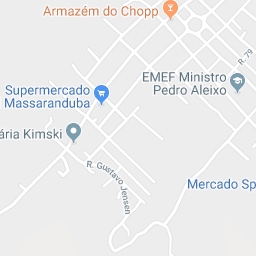 Armazém do Chopp
R. 79
EMEF Ministro
Pedro Aleixo
Supermercado
Massaranduba
ária Kimski
R. Gustavo Jensen
Mercado Sp